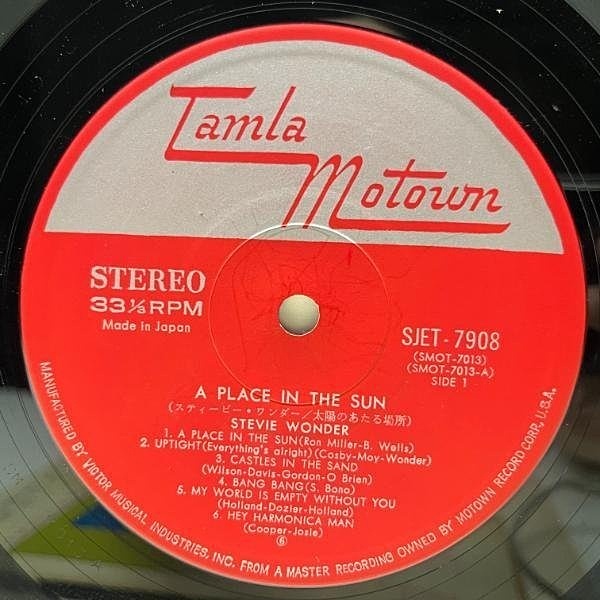 Tamla
Motown
STEREO
33⅓RPM
Made in Japan
SJET-7908
(SMOT-7013)
(SMOT-7013-A)
SIDE 1
A PLACE IN THE SUN
(スティービー・ワンダー/太陽のあたる場所)
STEVIE WONDER
1. A PLACE IN THE SUN(Ron Miller-B. Wells)
2. UPTIGHT(Everything's alright)(Cosby-Moy-Wonder)
3. CASTLES IN THE SAND
(Wilson-Davis-Gordon-O Brien)
4. BANG BANG(S. Bono)
5. MY WORLD IS EMPTY WITHOUT YOU
(Holland-Dozier-Holland)
6. HEY HARMONICA MAN
(Cooper-Josie)
⑥
MANUFACTURED BY VICTOR MUSICAL INDUSTRIES, INC. FROM A MASTER RECORDING OWNED BY MOTOWN RECORD CORP., U.S.A.